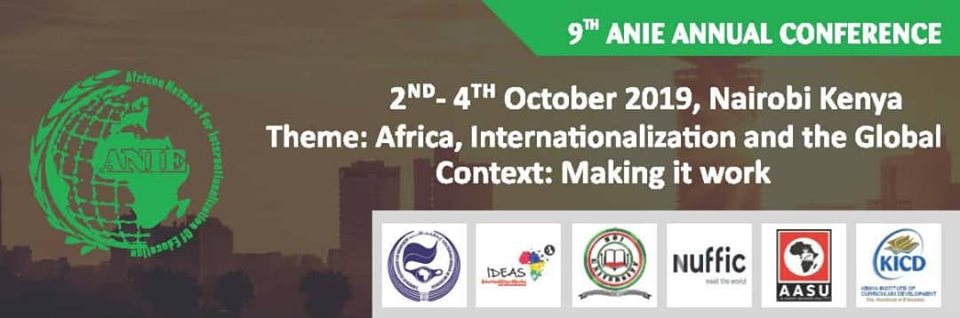 9TH ANIE ANNUAL CONFERENCE
2ND- 4TH October 2019, Nairobi Kenya
Theme: Africa, Internationalization and the Global
Context: Making it work
African Network For Internationalization Of Education
ANIE
IDEAS
MOI
UNIVERSITY
nuffic
meet the world
AASU
KICD
KENYA INSTITUTE OF
CURRICULUM DEVELOPMENT